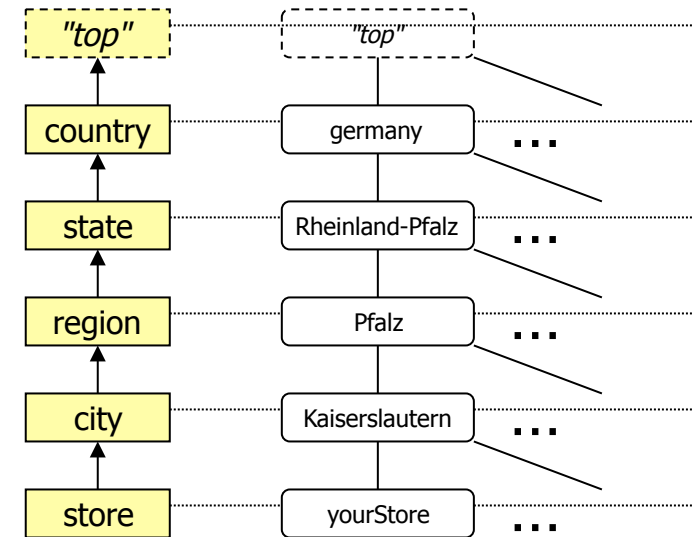 "top" "top"
country germany ...
state Rheinland-Pfalz ...
region Pfalz ...
city Kaiserslautern ...
store yourStore ...